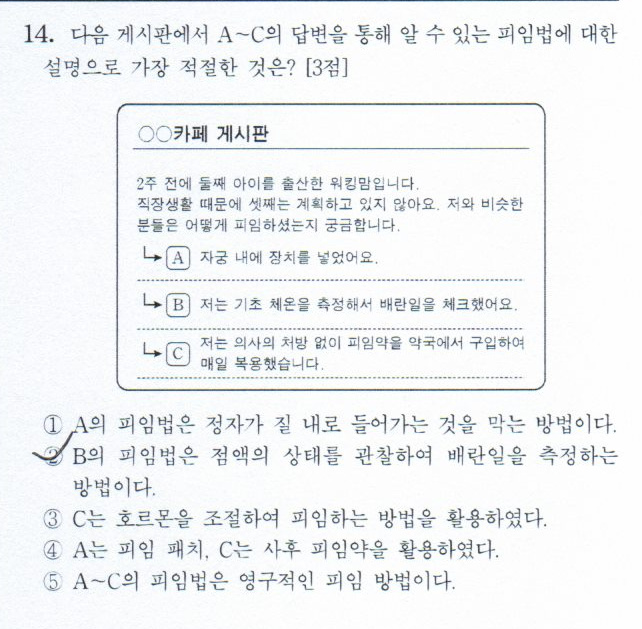 14. 다음 게시판에서 A~C의 답변을 통해 알 수 있는 피임법에 대한
설명으로 가장 적절한 것은? [3점]
○○카페 게시판
2주 전에 둘째 아이를 출산한 워킹맘입니다.
직장생활 때문에 셋째는 계획하고 있지 않아요. 저와 비슷한
분들은 어떻게 피임하셨는지 궁금합니다.
A 자궁 내에 장치를 넣었어요.
B 저는 기초 체온을 측정해서 배란일을 체크했어요.
C 저는 의사의 처방 없이 피임약을 약국에서 구입하여
매일 복용했습니다.
① A의 피임법은 정자가 질 내로 들어가는 것을 막는 방법이다.
② B의 피임법은 점액의 상태를 관찰하여 배란일을 측정하는
방법이다.
③ C는 호르몬을 조절하여 피임하는 방법을 활용하였다.
④ A는 피임 패치, C는 사후 피임약을 활용하였다.
⑤ A~C의 피임법은 영구적인 피임 방법이다.